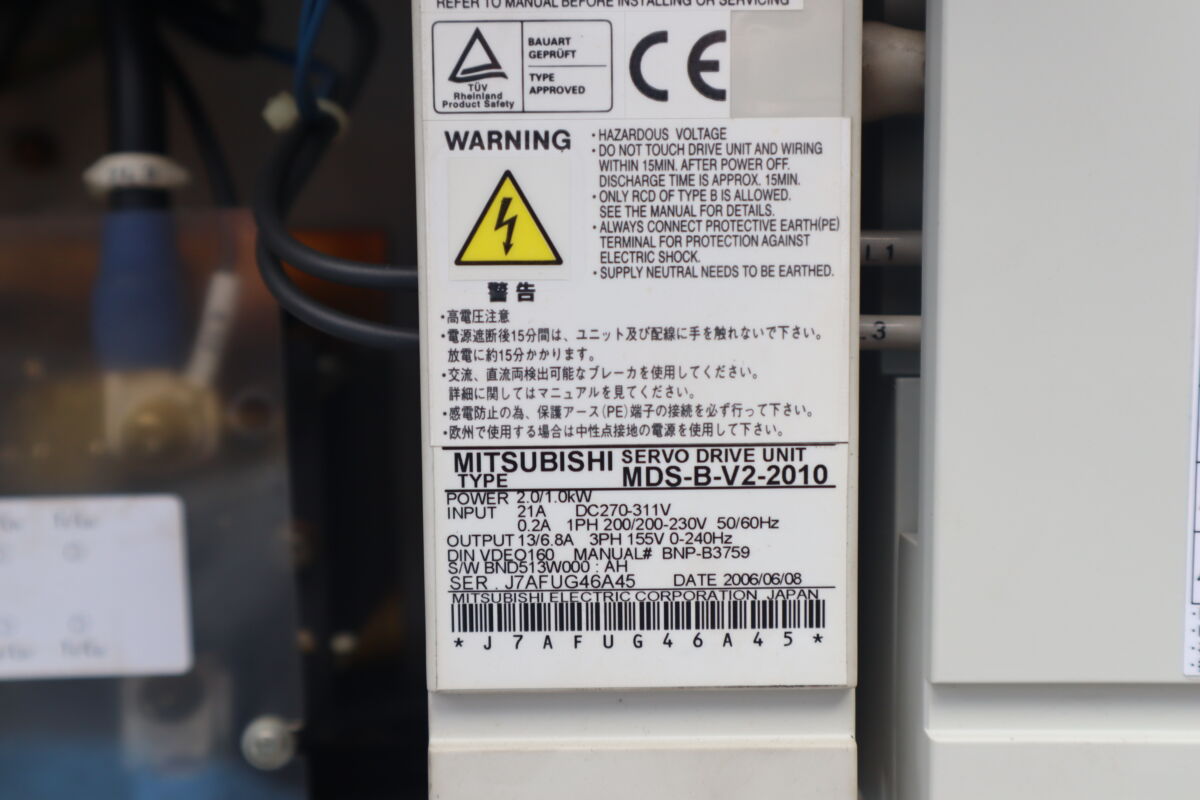 REFER TO MANUAL BEFORE INSTALLING OR SERVICING
TÜV
Rheinland
Product Safety
BAUART
GEPRÜFT
TYPE
APPROVED
CE
WARNING
・HAZARDOUS VOLTAGE
・DO NOT TOUCH DRIVE UNIT AND WIRING
WITHIN 15MIN. AFTER POWER OFF.
DISCHARGE TIME IS APPROX. 15MIN.
・ONLY RCD OF TYPE B IS ALLOWED.
SEE THE MANUAL FOR DETAILS.
・ALWAYS CONNECT PROTECTIVE EARTH(PE)
TERMINAL FOR PROTECTION AGAINST
ELECTRIC SHOCK.
・SUPPLY NEUTRAL NEEDS TO BE EARTHED.
警告
・高電圧注意
・電源遮断後15分間は、ユニット及び配線に手を触れないで下さい。
放電に約15分かかります。
・交流、直流両検出可能なブレーカを使用してください。
詳細に関してはマニュアルを見てください。
・感電防止の為、保護アース(PE)端子の接続を必ず行って下さい。
・欧州で使用する場合は中性点接地の電源を使用して下さい。
MITSUBISHI SERVO DRIVE UNIT
TYPE MDS-B-V2-2010
POWER 2.0/1.0kW
INPUT 21A DC270-311V
0.2A 1PH 200/200-230V 50/60Hz
OUTPUT 13/6.8A 3PH 155V 0-240Hz
DIN VDE0160 MANUAL# BNP-B3759
S/W BND513W000 : AH
SER. J7AFUG46A45 DATE 2006/06/08
MITSUBISHI ELECTRIC CORPORATION JAPAN
*J7AFUG46A45*
L1
L3